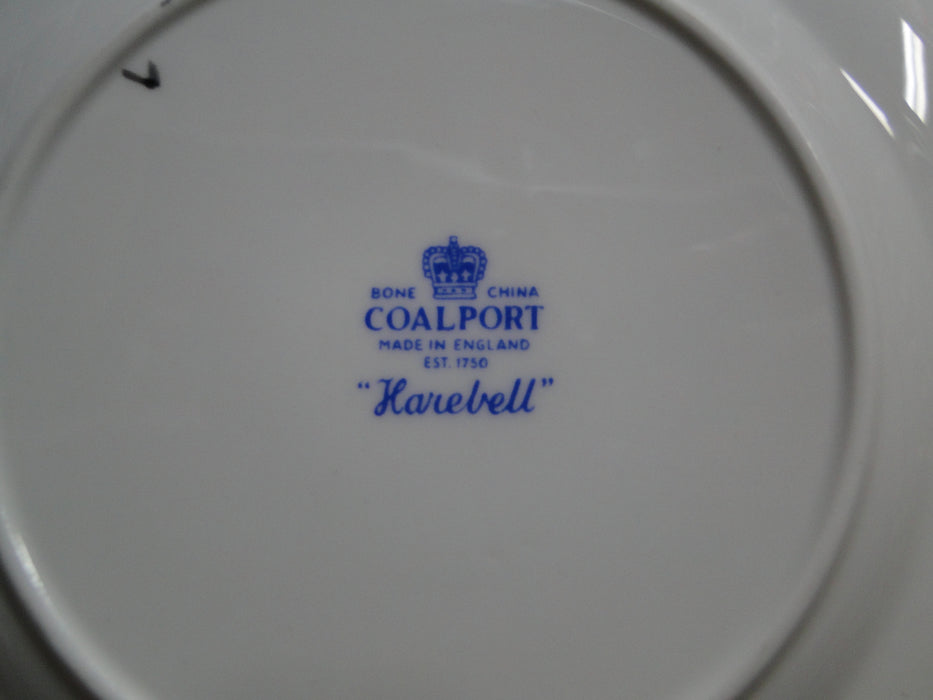 BONE CHINA
COALPORT
MADE IN ENGLAND
EST. 1750
"Harebell"